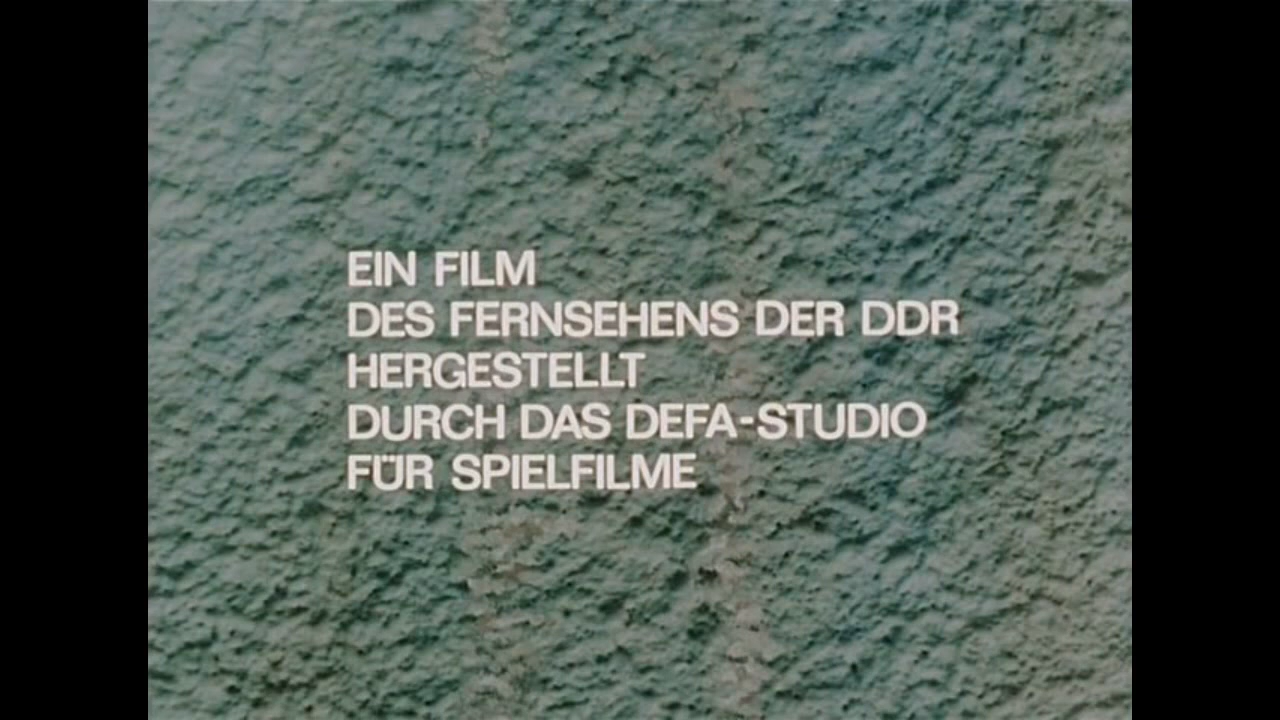 EIN FILM
DES FERNSEHENS DER DDR
HERGESTELLT
DURCH DAS DEFA-STUDIO
FÜR SPIELFILME